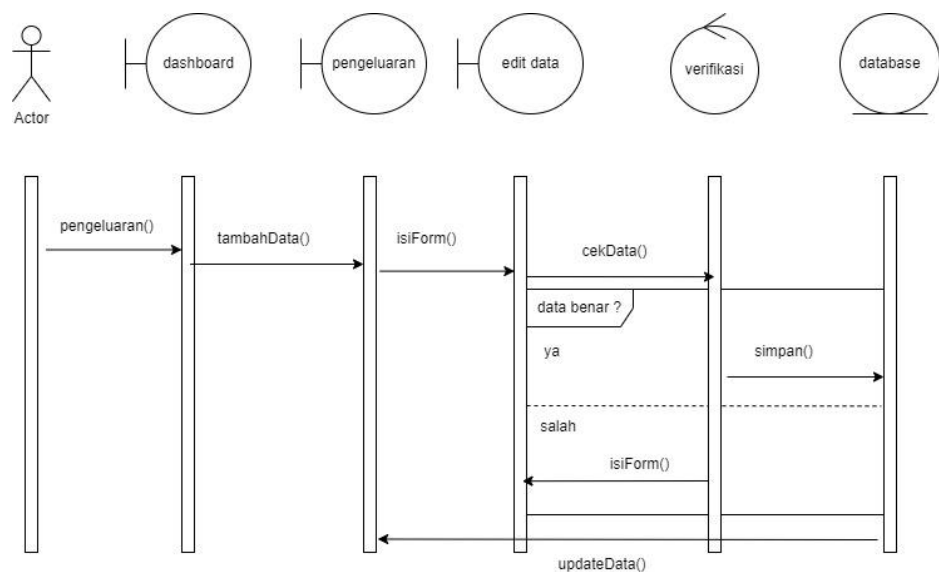 dashboard
pengeluaran
edit data
verifikasi
database
Actor
pengeluaran()
tambahData()
isiForm()
cekData()
data benar ?
ya
simpan()
salah
isiForm()
updateData()